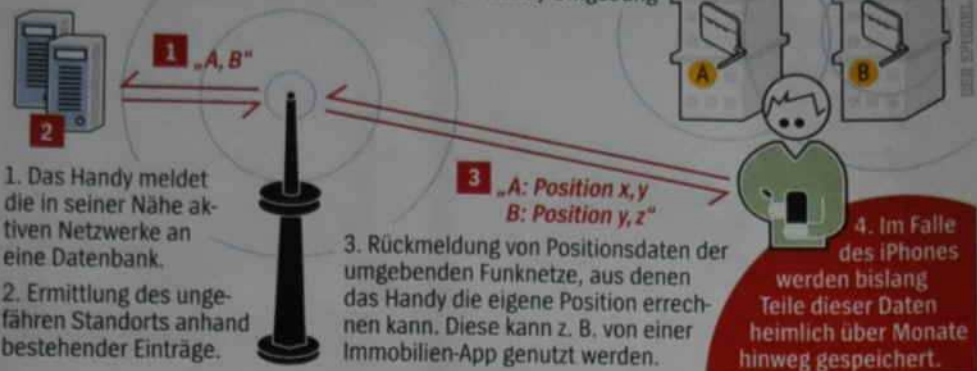 1 „A, B“
A
B
2
1. Das Handy meldet
die in seiner Nähe ak-
tiven Netzwerke an
eine Datenbank.
2. Ermittlung des unge-
fähren Standorts anhand
bestehender Einträge.
3 „A: Position x,y
B: Position y,z“
3. Rückmeldung von Positionsdaten der
umgebenden Funknetze, aus denen
das Handy die eigene Position errech-
nen kann. Diese kann z. B. von einer
Immobilien-App genutzt werden.
4. Im Falle
des iPhones
werden bislang
Teile dieser Daten
heimlich über Monate
hinweg gespeichert.